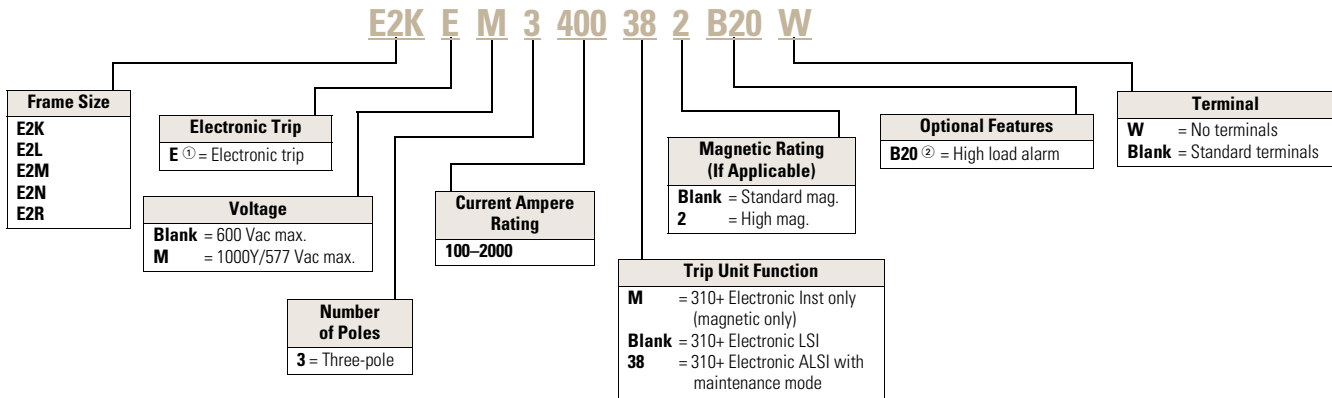 E2K E M 3 400 38 2 B20 W
Frame Size
E2K
E2L
E2M
E2N
E2R
Electronic Trip
E ① = Electronic trip
Voltage
Blank = 600 Vac max.
M = 1000Y/577 Vac max.
Number
of Poles
3 = Three-pole
Current Ampere
Rating
100–2000
Trip Unit Function
M = 310+ Electronic Inst only
(magnetic only)
Blank = 310+ Electronic LSI
38 = 310+ Electronic ALSI with
maintenance mode
Magnetic Rating
(If Applicable)
Blank = Standard mag.
2 = High mag.
Optional Features
B20 ② = High load alarm
Terminal
W = No terminals
Blank = Standard terminals